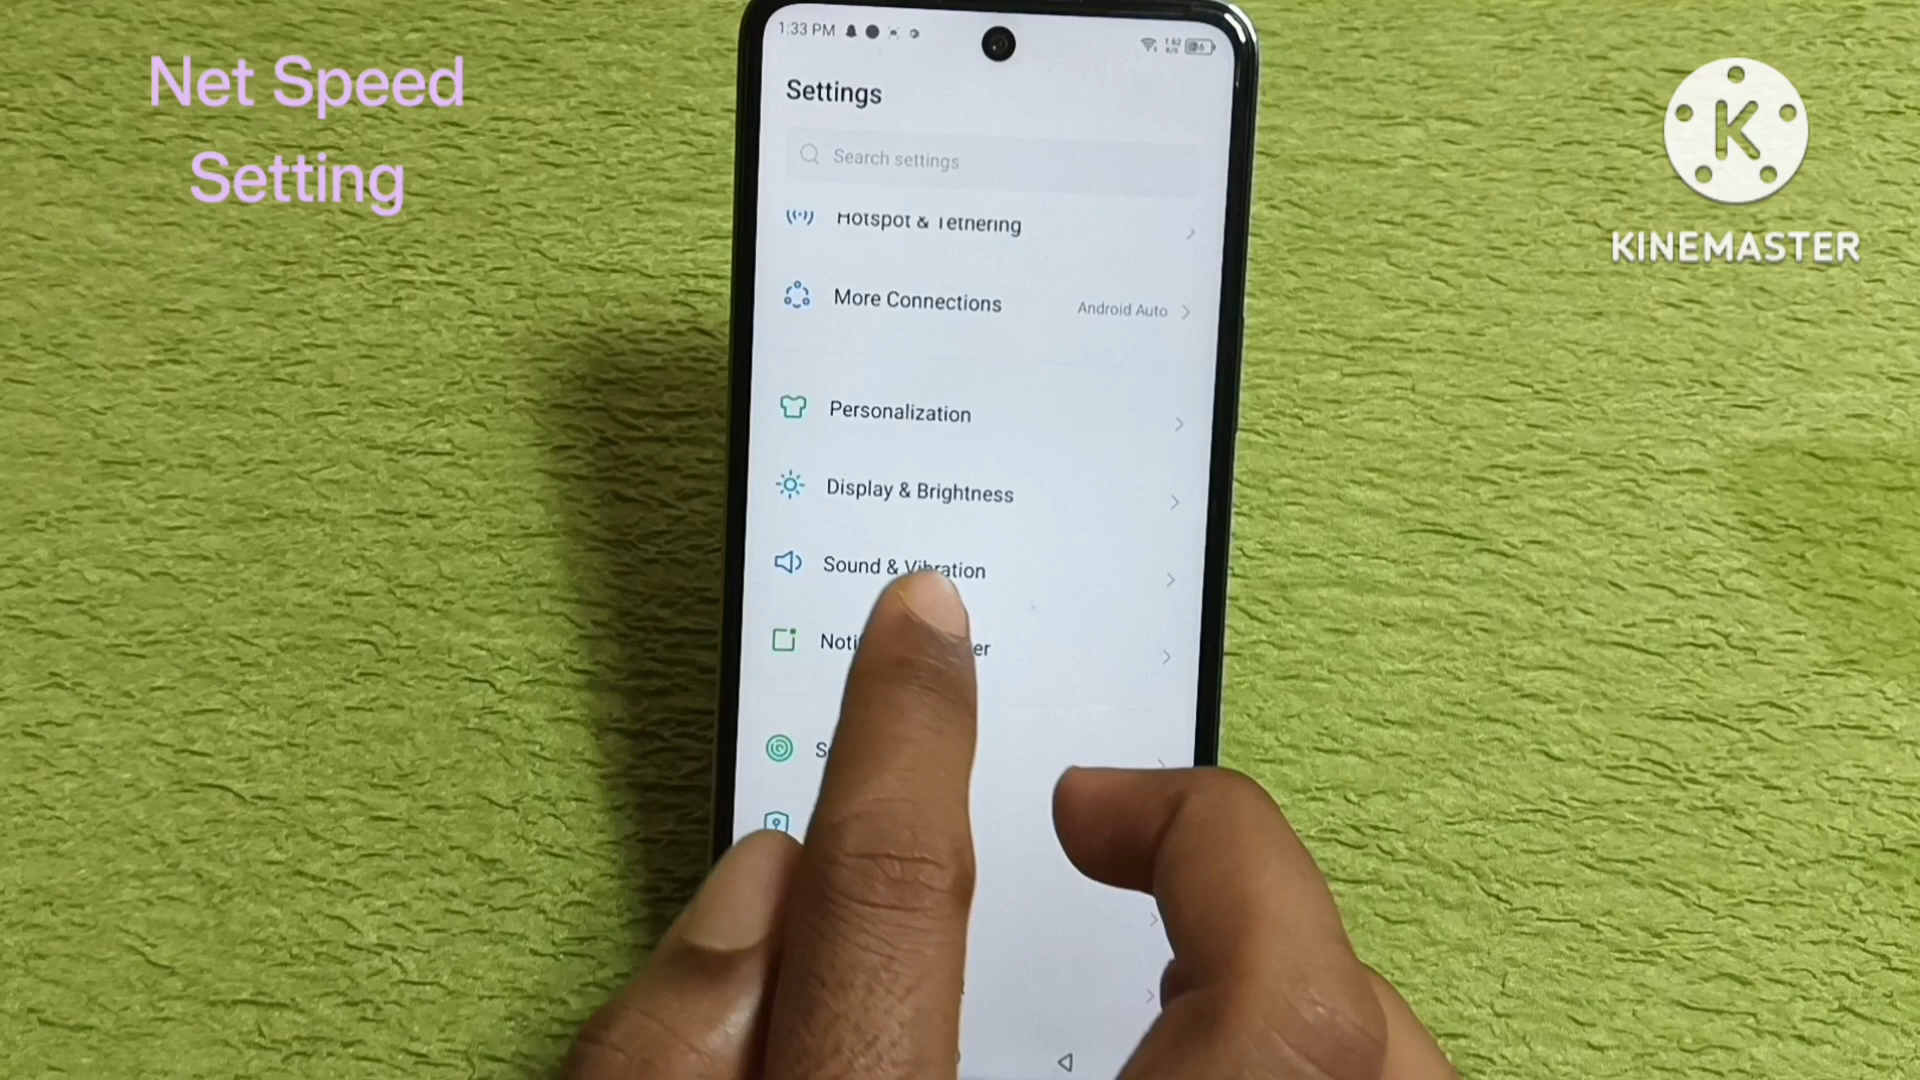 Net Speed
Setting
KINEMASTER
1:33 PM
Settings
Search settings
Hotspot & Tethering
More Connections
Android Auto
Personalization
Display & Brightness
Sound & Vibration